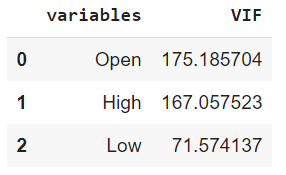 variables VIF
0 Open 175.185704
1 High 167.057523
2 Low 71.574137